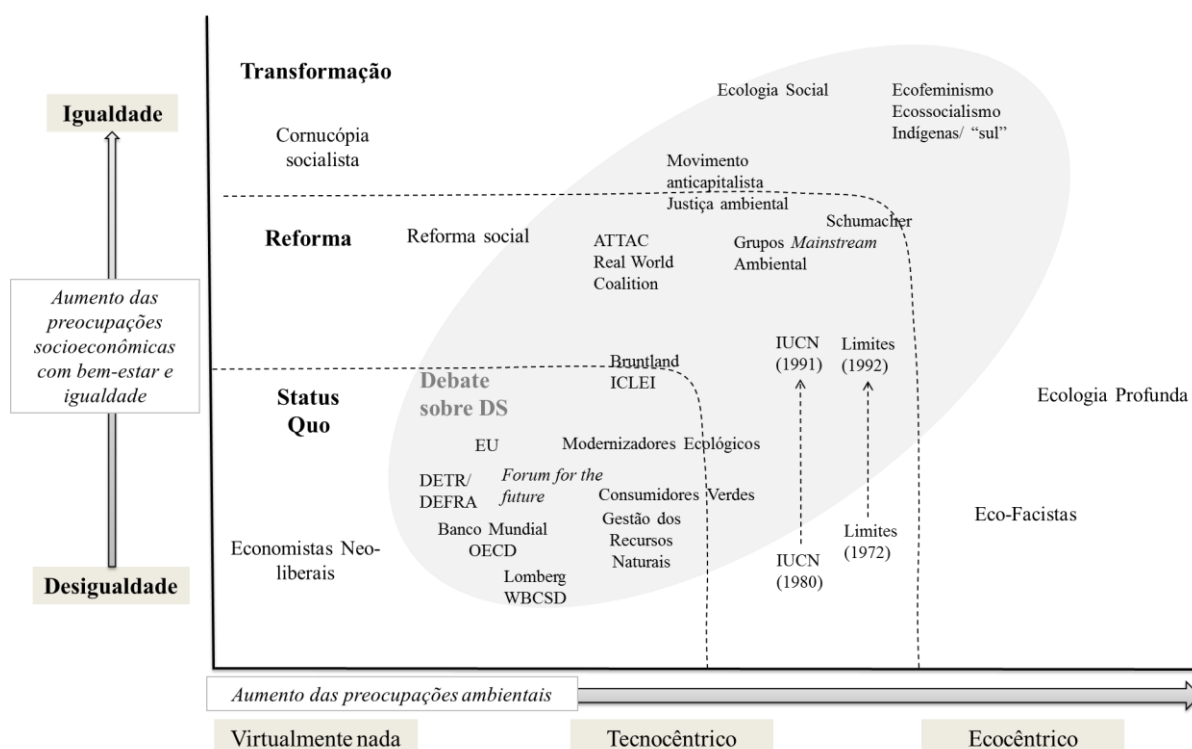 Transformação
Igualdade
Cornucópia
socialista
Ecologia Social
Ecofeminismo
Ecossocialismo
Indígenas/ “sul”
Movimento
anticapitalista
Justiça ambiental
Reforma
Reforma social
ATTAC
Real World
Coalition
Schumacher
Grupos Mainstream
Ambiental
Aumento das
preocupações
socioeconômicas
com bem-estar e
igualdade
Bruntland
ICLEI
IUCN
(1991)
Limites
(1992)
Status
Quo
Debate
sobre DS
Ecologia Profunda
EU
Modernizadores Ecológicos
DETR/
DEFRA
Forum for the
future
Consumidores Verdes
Gestão dos
Recursos
Naturais
Banco Mundial
OECD
Lomberg
WBCSD
Economistas Neo-
liberais
IUCN
(1980)
Limites
(1972)
Eco-Facistas
Desigualdade
Aumento das preocupações ambientais
Virtualmente nada
Tecnocêntrico
Ecocêntrico